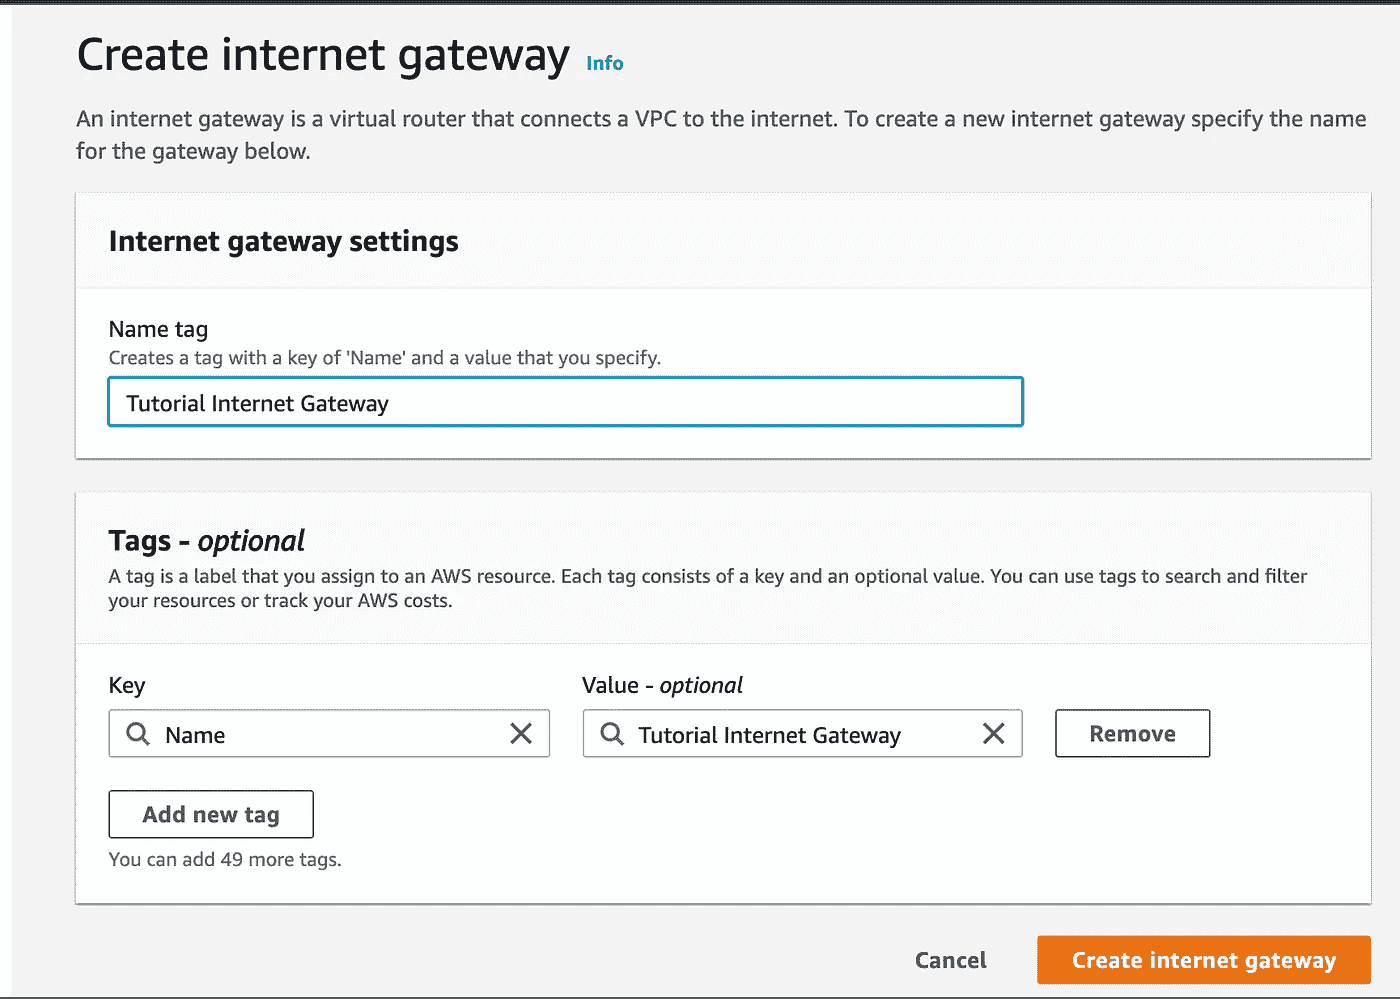 Create internet gateway Info
An internet gateway is a virtual router that connects a VPC to the internet. To create a new internet gateway specify the name
for the gateway below.
Internet gateway settings
Name tag
Creates a tag with a key of 'Name' and a value that you specify.
Tutorial Internet Gateway
Tags - optional
A tag is a label that you assign to an AWS resource. Each tag consists of a key and an optional value. You can use tags to search and filter
your resources or track your AWS costs.
Key Value - optional
Name Tutorial Internet Gateway Remove
Add new tag
You can add 49 more tags.
Cancel Create internet gateway